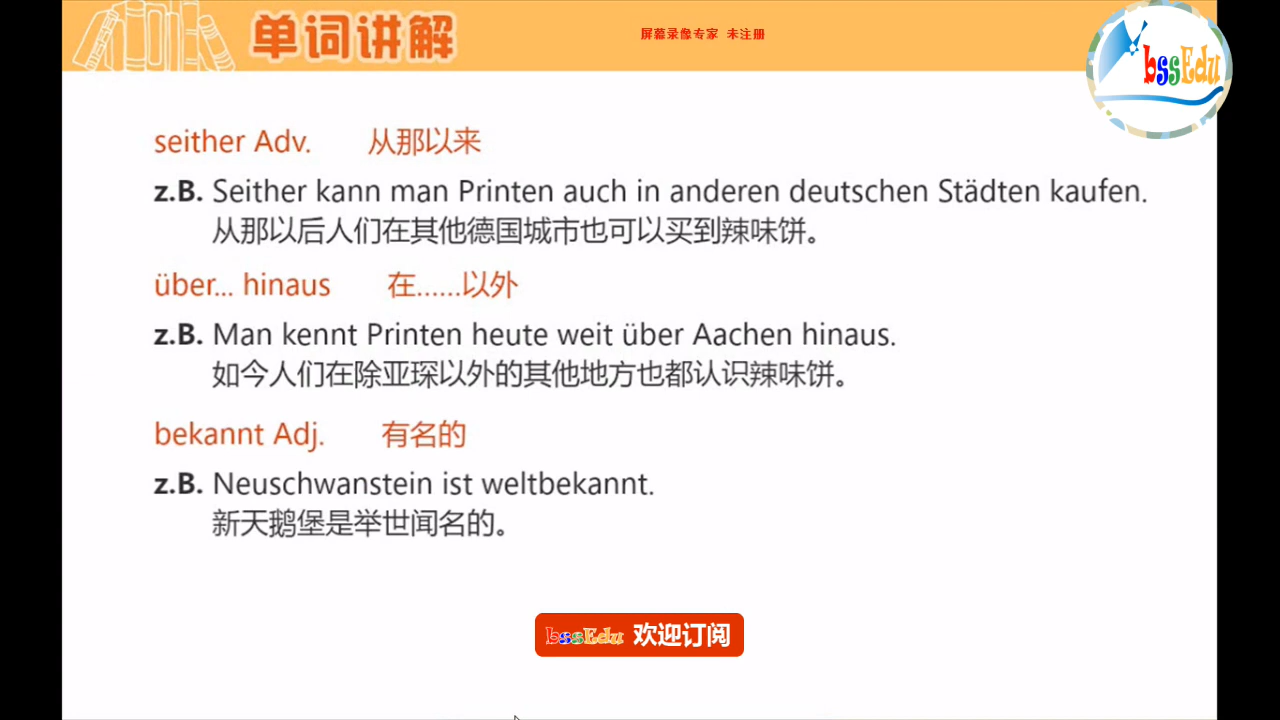 单词讲解
屏幕录像专家 未注册
bssEdu
seither Adv. 从那以来
z.B. Seither kann man Printen auch in anderen deutschen Städten kaufen.
从那以后人们在其他德国城市也可以买到辣味饼。
über... hinaus 在......以外
z.B. Man kennt Printen heute weit über Aachen hinaus.
如今人们在除亚琛以外的其他地方也都认识辣味饼。
bekannt Adj. 有名的
z.B. Neuschwanstein ist weltbekannt.
新天鹅堡是举世闻名的。
bssEdu 欢迎订阅